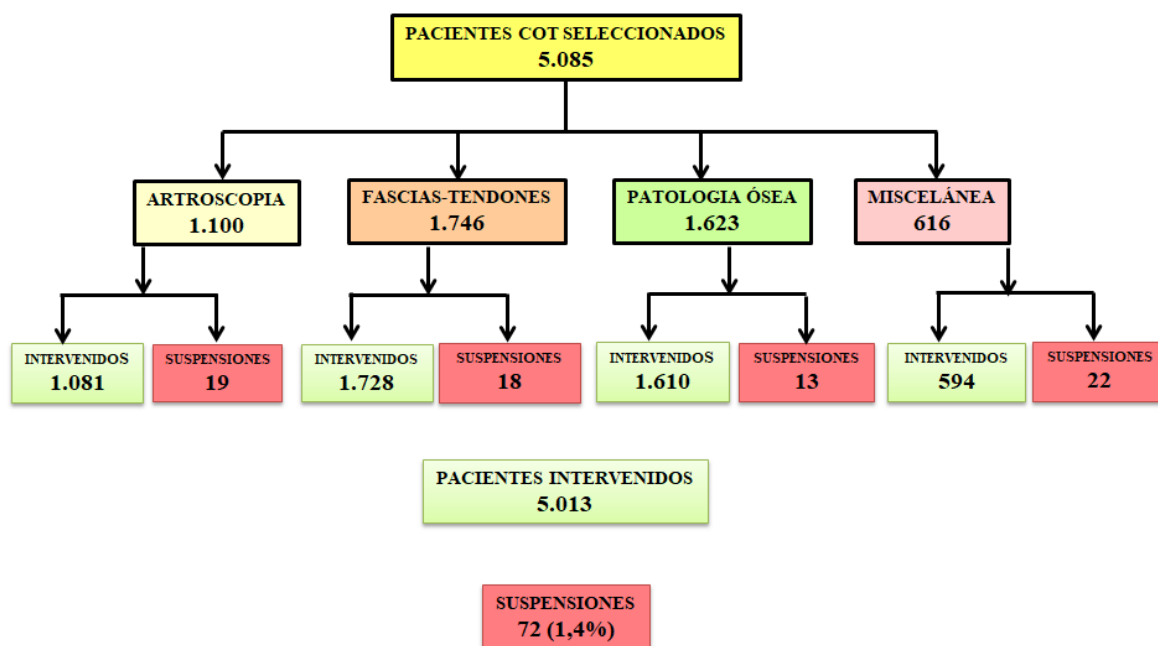 PACIENTES COT SELECCIONADOS
5.085
ARTROSCOPIA
1.100
FASCIAS-TENDONES
1.746
PATOLOGIA ÓSEA
1.623
MISCELÁNEA
616
INTERVENIDOS
1.081
SUSPENSIONES
19
INTERVENIDOS
1.728
SUSPENSIONES
18
INTERVENIDOS
1.610
SUSPENSIONES
13
INTERVENIDOS
594
SUSPENSIONES
22
PACIENTES INTERVENIDOS
5.013
SUSPENSIONES
72 (1,4%)